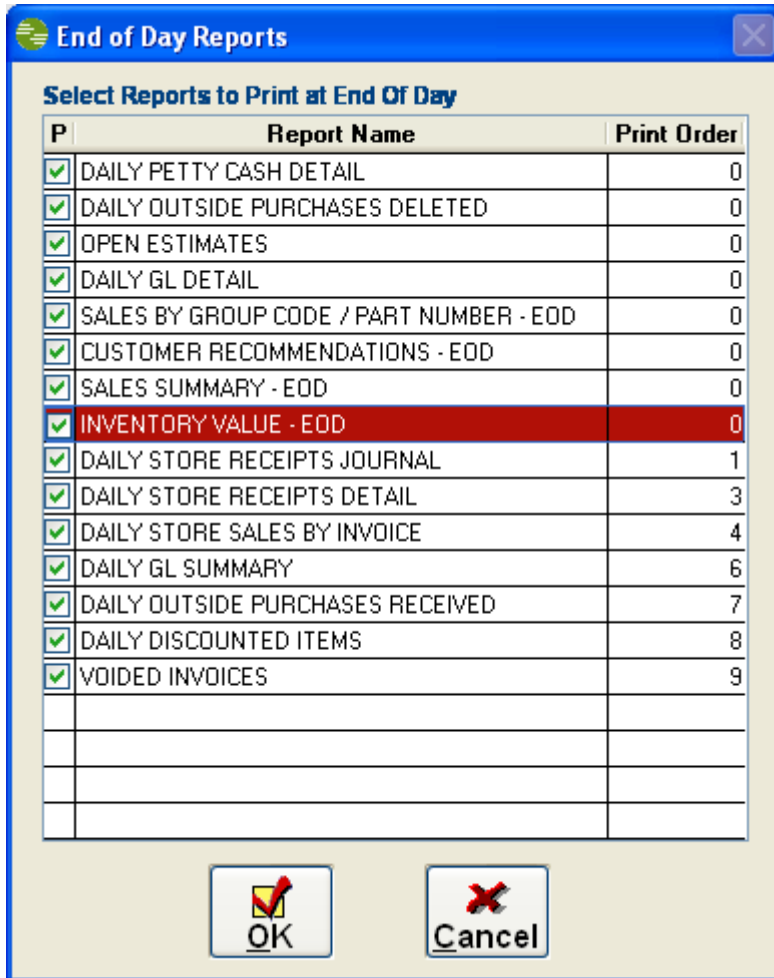 End of Day Reports
Select Reports to Print at End Of Day
P Report Name Print Order
DAILY PETTY CASH DETAIL 0
DAILY OUTSIDE PURCHASES DELETED 0
OPEN ESTIMATES 0
DAILY GL DETAIL 0
SALES BY GROUP CODE / PART NUMBER - EOD 0
CUSTOMER RECOMMENDATIONS - EOD 0
SALES SUMMARY - EOD 0
INVENTORY VALUE - EOD 0
DAILY STORE RECEIPTS JOURNAL 1
DAILY STORE RECEIPTS DETAIL 3
DAILY STORE SALES BY INVOICE 4
DAILY GL SUMMARY 6
DAILY OUTSIDE PURCHASES RECEIVED 7
DAILY DISCOUNTED ITEMS 8
VOIDED INVOICES 9
OK Cancel